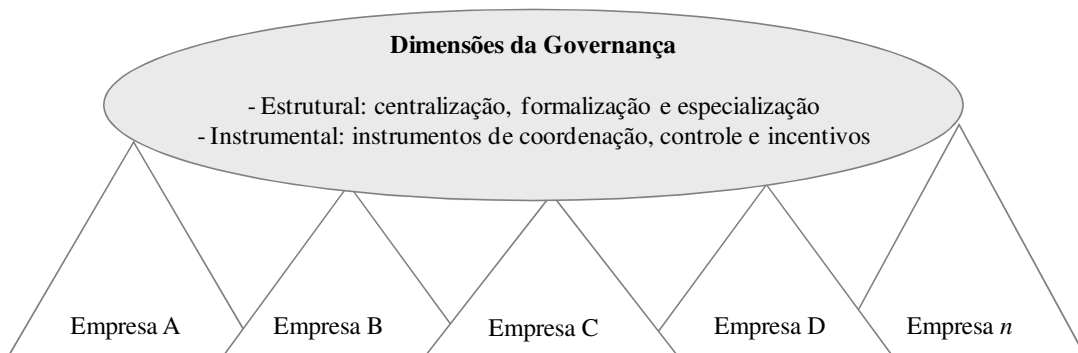 Dimensões da Governança
- Estrutural: centralização, formalização e especialização
- Instrumental: instrumentos de coordenação, controle e incentivos
Empresa A
Empresa B
Empresa C
Empresa D
Empresa n